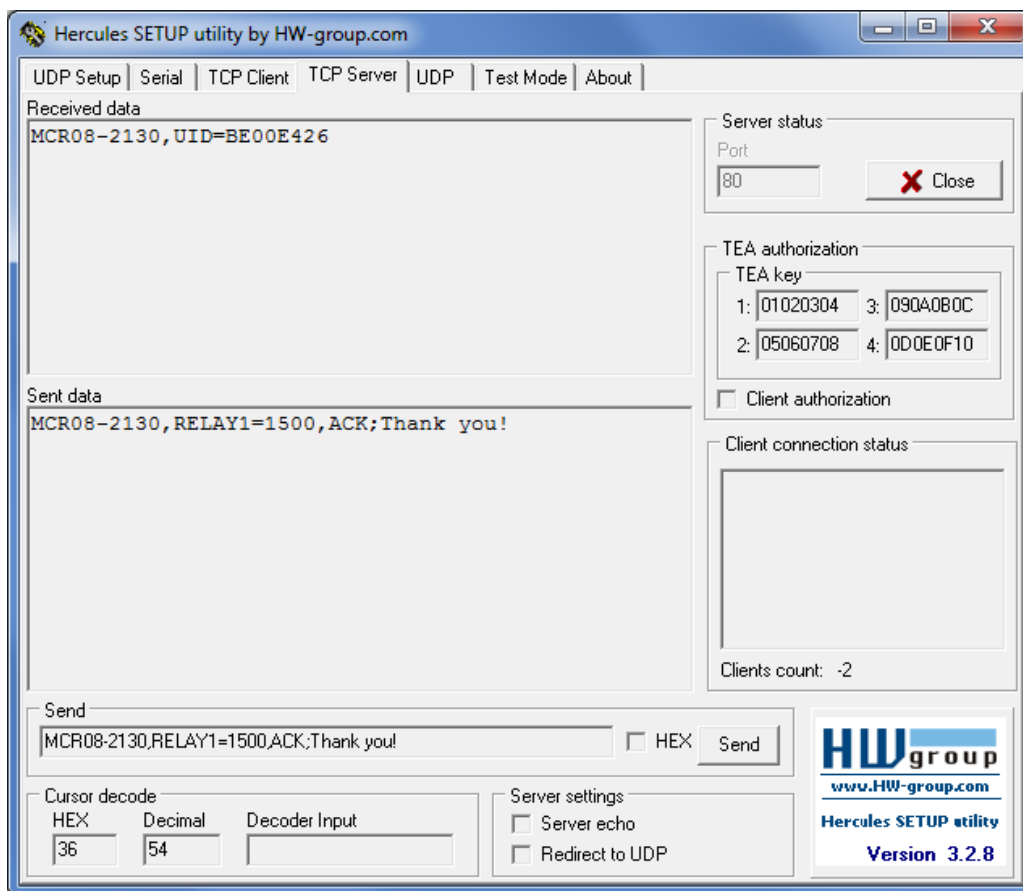 Hercules SETUP utility by HW-group.com
UDP Setup Serial TCP Client TCP Server UDP Test Mode About
Received data
MCR08-2130,UID=BE00E426
Server status
Port
80
Close
TEA authorization
TEA key
1: 01020304 3: 090A0B0C
2: 05060708 4: 0D0E0F10
Client authorization
Sent data
MCR08-2130,RELAY1=1500,ACK;Thank you!
Client connection status
Clients count: -2
Send
MCR08-2130,RELAY1=1500,ACK;Thank you!
HEX
Send
Cursor decode
HEX Decimal Decoder Input
36 54
Server settings
Server echo
Redirect to UDP
HW group
www.HW-group.com
Hercules SETUP utility
Version 3.2.8